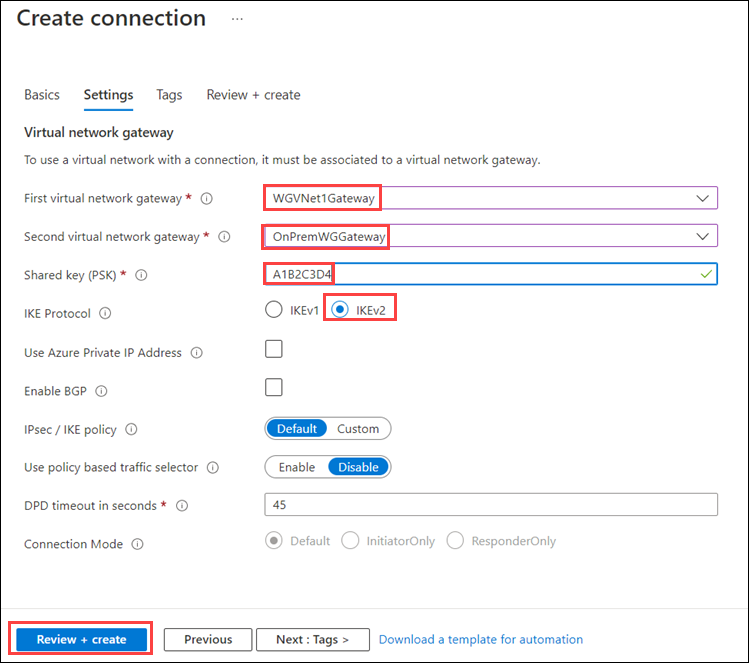 Create connection ...
Basics Settings Tags Review + create
Virtual network gateway
To use a virtual network with a connection, it must be associated to a virtual network gateway.
First virtual network gateway * WGVNet1Gateway
Second virtual network gateway * OnPremWGGateway
Shared key (PSK) * A1B2C3D4
IKE Protocol IKEv1 IKEv2
Use Azure Private IP Address
Enable BGP
IPsec / IKE policy Default Custom
Use policy based traffic selector Enable Disable
DPD timeout in seconds * 45
Connection Mode Default InitiatorOnly ResponderOnly
Review + create Previous Next : Tags > Download a template for automation